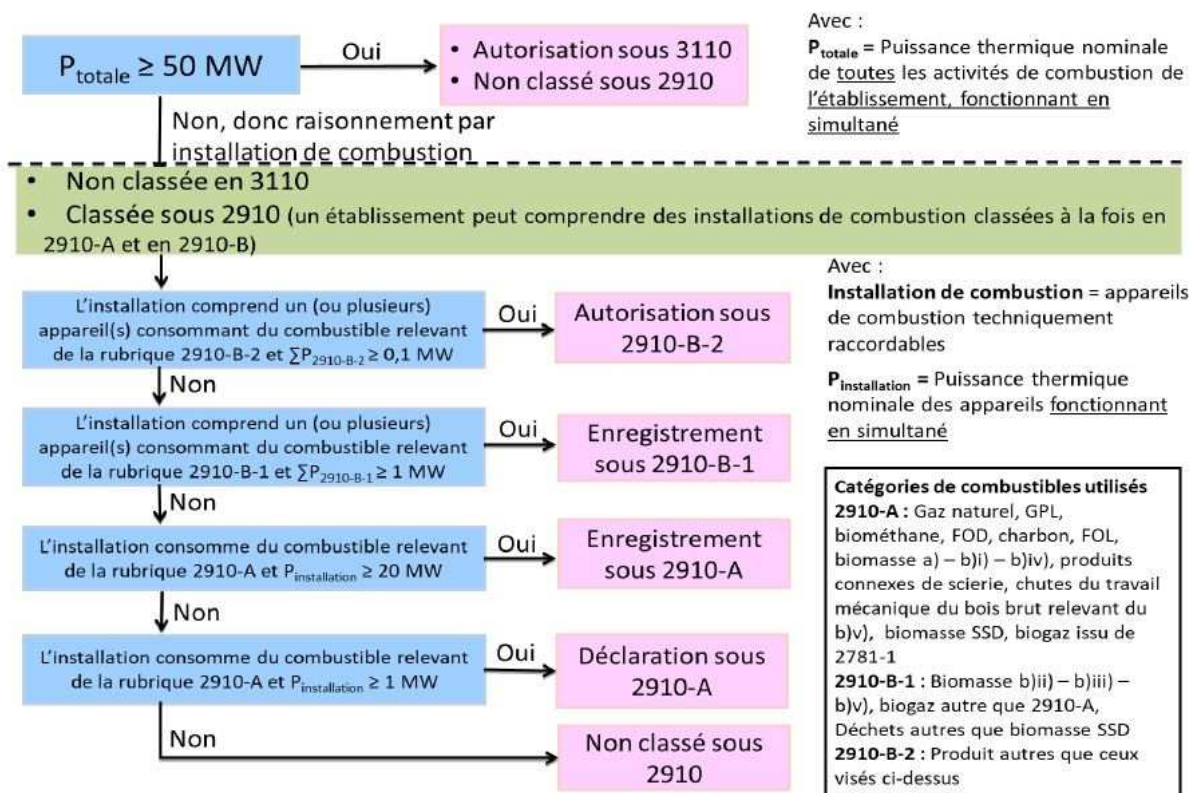 P totale ≥ 50 MW
Oui
• Autorisation sous 3110
• Non classé sous 2910
Avec :
P totale = Puissance thermique nominale
de toutes les activités de combustion de
l'établissement, fonctionnant en
simultané
Non, donc raisonnement par
installation de combustion
• Non classée en 3110
• Classée sous 2910 (un établissement peut comprendre des installations de combustion classées à la fois en
2910-A et en 2910-B)
L'installation comprend un (ou plusieurs)
appareil(s) consommant du combustible relevant
de la rubrique 2910-B-2 et ∑P2910-B-2 ≥ 0,1 MW
Oui
Autorisation sous
2910-B-2
Non
L'installation comprend un (ou plusieurs)
appareil(s) consommant du combustible relevant
de la rubrique 2910-B-1 et ∑P2910-B-1 ≥ 1 MW
Oui
Enregistrement
sous 2910-B-1
Non
L'installation consomme du combustible relevant
de la rubrique 2910-A et Pinstallation ≥ 20 MW
Oui
Enregistrement
sous 2910-A
Non
L'installation consomme du combustible relevant
de la rubrique 2910-A et Pinstallation ≥ 1 MW
Oui
Déclaration sous
2910-A
Non
Non classé sous
2910
Avec :
Installation de combustion = appareils
de combustion techniquement
raccordables
Pinstallation = Puissance thermique
nominale des appareils fonctionnant
en simultané
Catégories de combustibles utilisés
2910-A : Gaz naturel, GPL,
biométhane, FOD, charbon, FOL,
biomasse a) – b)i) – b)iv), produits
connexes de scierie, chutes du travail
mécanique du bois brut relevant du
b)v), biomasse SSD, biogaz issu de
2781-1
2910-B-1 : Biomasse b)ii) – b)iii) –
b)v), biogaz autre que 2910-A,
Déchets autres que biomasse SSD
2910-B-2 : Produit autres que ceux
visés ci-dessus